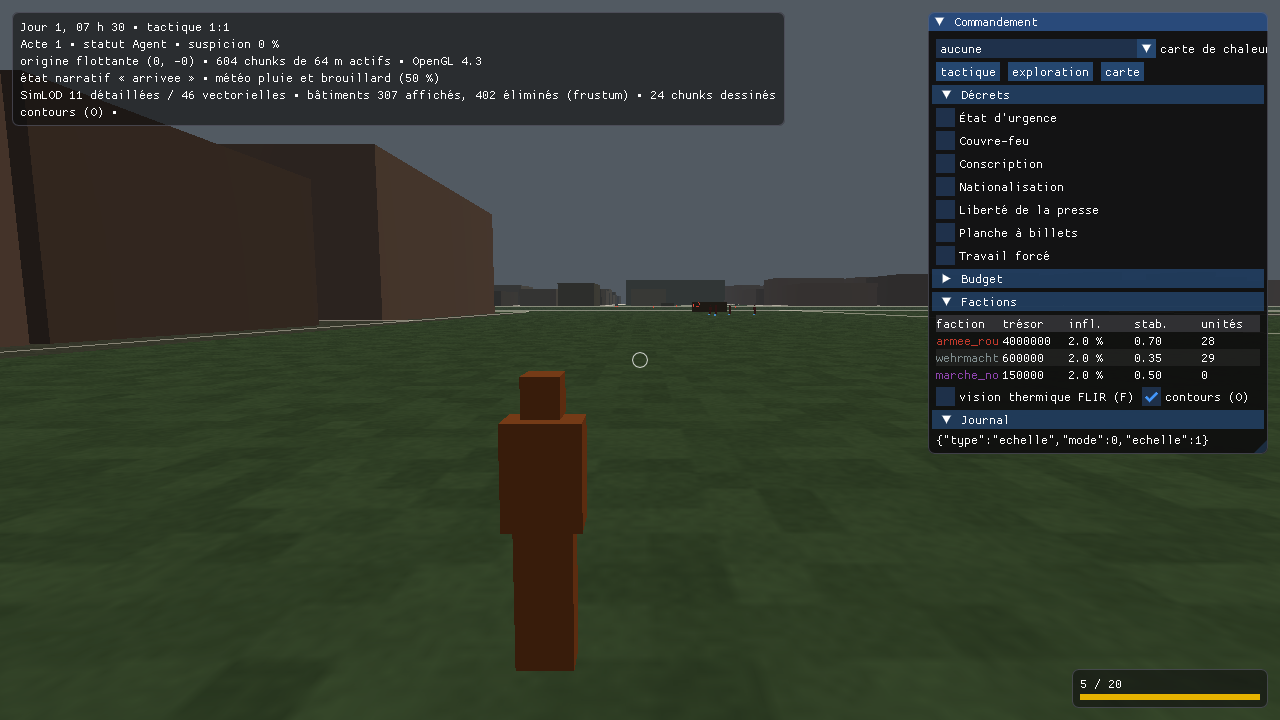 Jour 1, 07 h 30 • tactique 1:1
Acte 1 • statut Agent • suspicion 0 %
origine flottante (0, -0) • 604 chunks de 64 m actifs • OpenGL 4.3
état narratif « arrivee » • météo pluie et brouillard (50 %)
SimLOD 11 détaillées / 46 vectorielles • bâtiments 307 affichés, 402 éliminés (frustum) • 24 chunks dessinés
contours (O) •
Commandement
aucune carte de chaleu
tactique exploration carte
Décrets
État d'urgence
Couvre-feu
Conscription
Nationalisation
Liberté de la presse
Planche à billets
Travail forcé
Budget
Factions
faction trésor infl. stab. unités
armee_rou 4000000 2.0 % 0.70 28
wehrmacht 600000 2.0 % 0.35 29
marche_no 150000 2.0 % 0.50 0
vision thermique FLIR (F) contours (O)
Journal
{"type":"echelle","mode":0,"echelle":1}
5 / 20